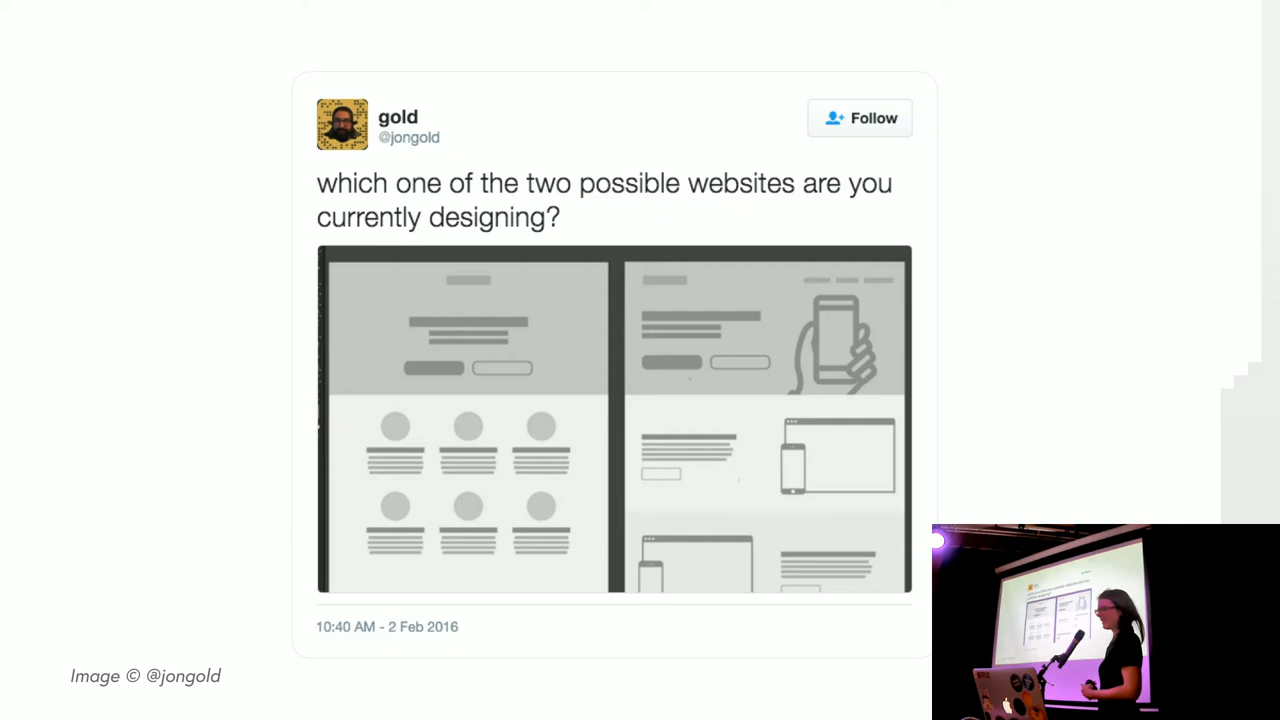 gold
@jongold
Follow
which one of the two possible websites are you
currently designing?
10:40 AM - 2 Feb 2016
Image © @jongold